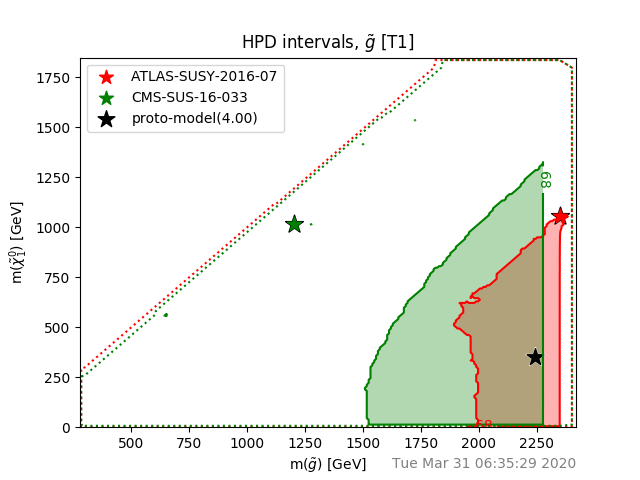 HPD intervals, g̃ [T1]
ATLAS-SUSY-2016-07
CMS-SUS-16-033
proto-model(4.00)
m(χ̃₁⁰) [GeV]
1750
1500
1250
1000
750
500
250
0
68
68
500
750
1000
1250
1500
1750
2000
2250
m(g̃) [GeV]
Tue Mar 31 06:35:29 2020